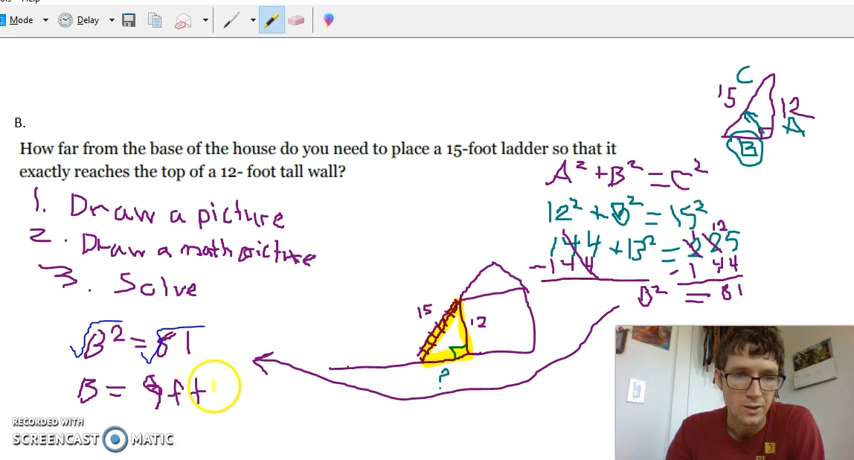 Mode Delay
B.
How far from the base of the house do you need to place a 15-foot ladder so that it
exactly reaches the top of a 12- foot tall wall?
1. Draw a picture
2. Draw a math picture
3. Solve
C
15 12
A
B
A² + B² = C²
12² + B² = 15²
12
144 + B² = 225
- 144 - 1 44
B² = 81
15
12
?
√B² = √81
B = 9 ft
RECORDED WITH
SCREENCAST MATIC